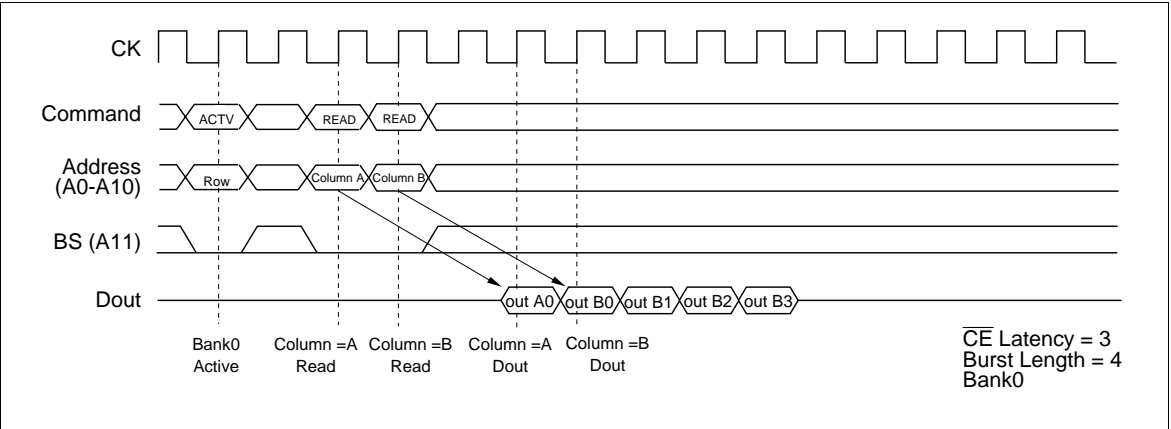 CK
Command
ACTV
READ
READ
Address
(A0-A10)
Row
Column A
Column B
BS (A11)
Dout
out A0
out B0
out B1
out B2
out B3
Bank0
Active
Column =A
Read
Column =B
Read
Column =A
Dout
Column =B
Dout
CE Latency = 3
Burst Length = 4
Bank0